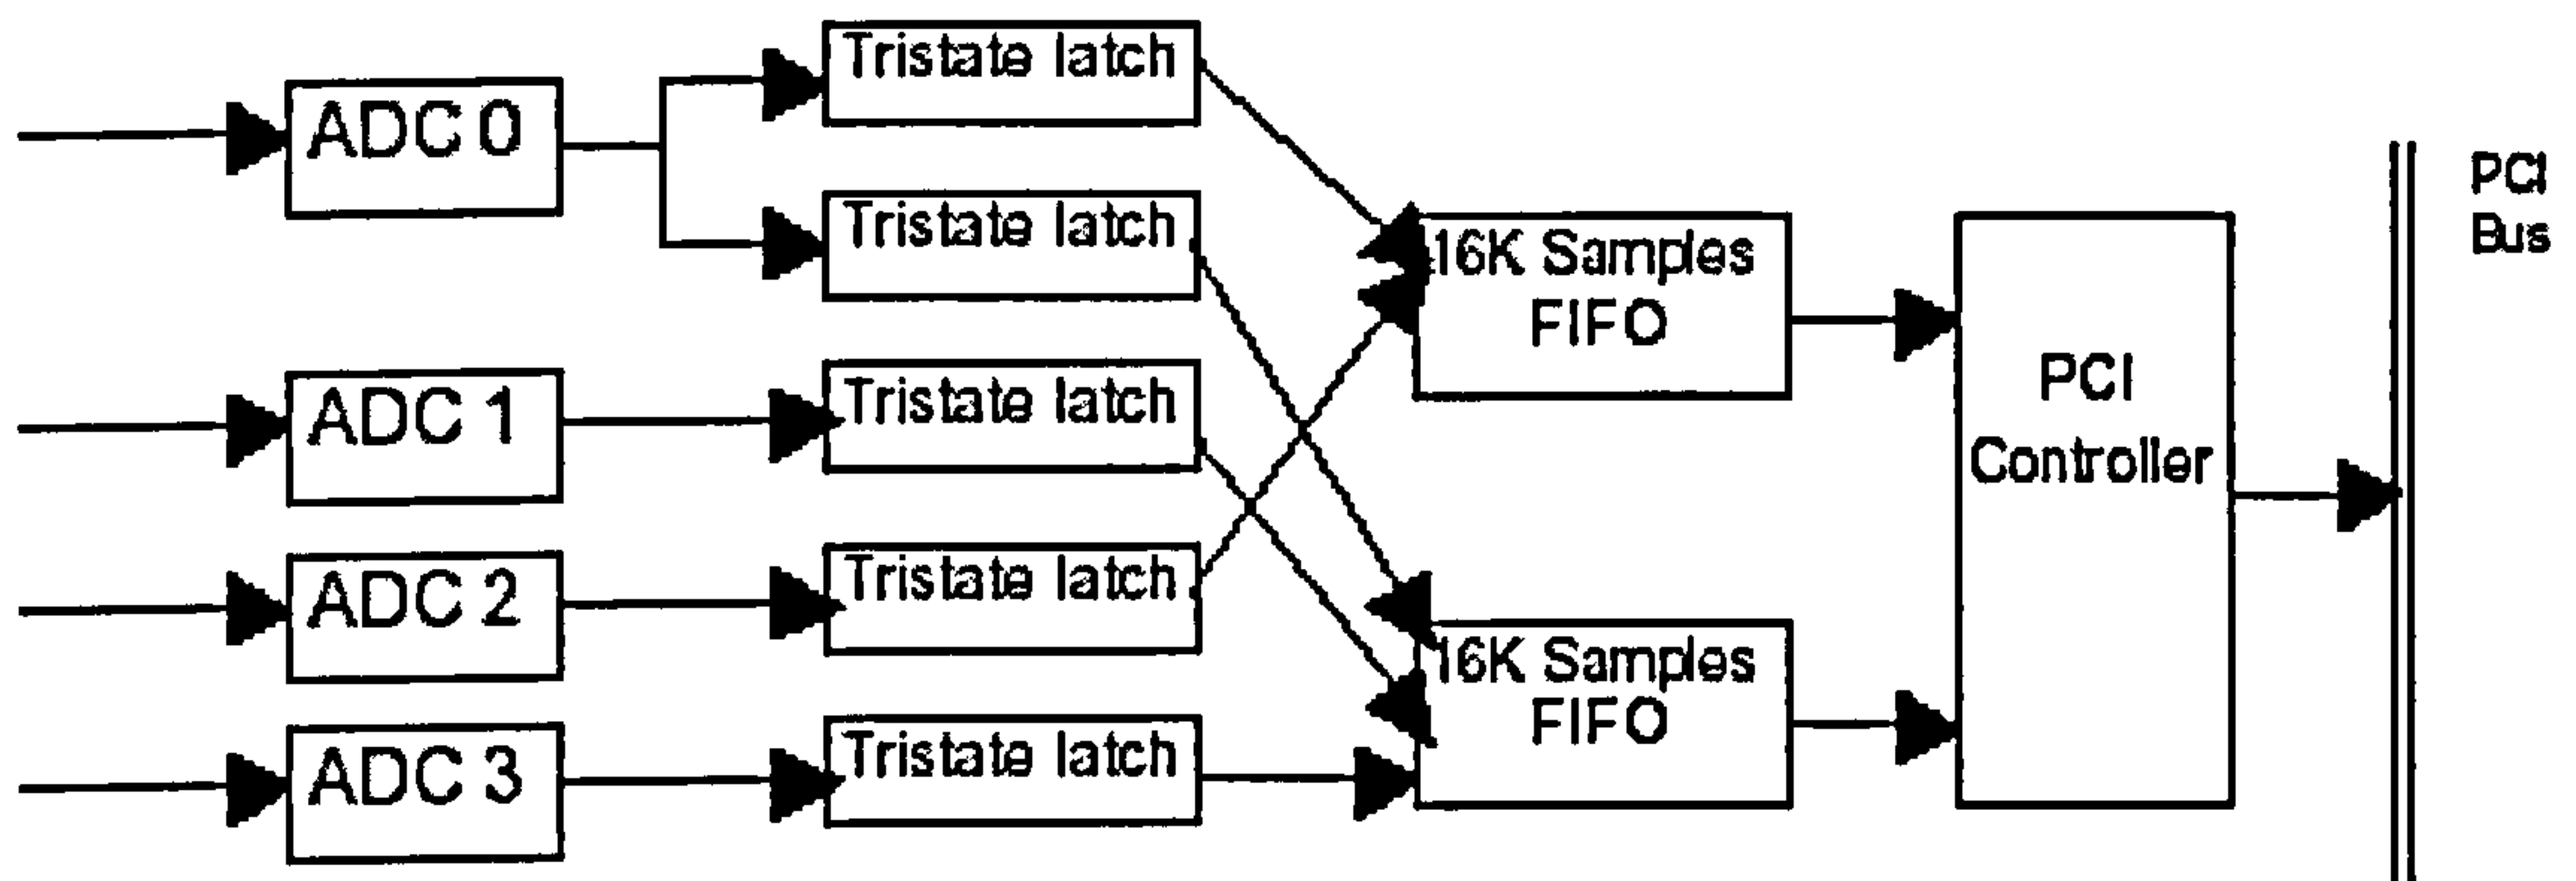 ADC 0
ADC 1
ADC 2
ADC 3
Tristate latch
Tristate latch
Tristate latch
Tristate latch
Tristate latch
16K Samples
FIFO
16K Samples
FIFO
PCI
Controller
PCI
Bus